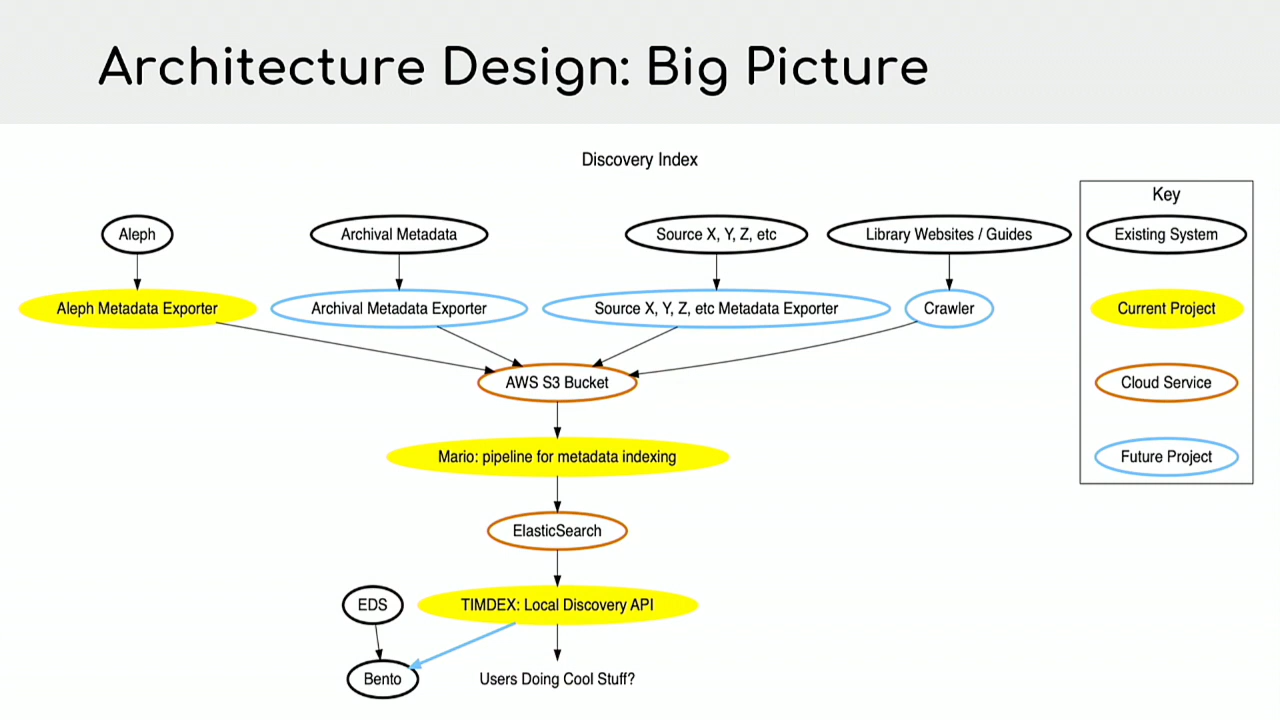 Architecture Design: Big Picture
Discovery Index
Aleph
Archival Metadata
Source X, Y, Z, etc
Library Websites / Guides
Aleph Metadata Exporter
Archival Metadata Exporter
Source X, Y, Z, etc Metadata Exporter
Crawler
AWS S3 Bucket
Mario: pipeline for metadata indexing
ElasticSearch
EDS
TIMDEX: Local Discovery API
Bento
Users Doing Cool Stuff?
Key
Existing System
Current Project
Cloud Service
Future Project